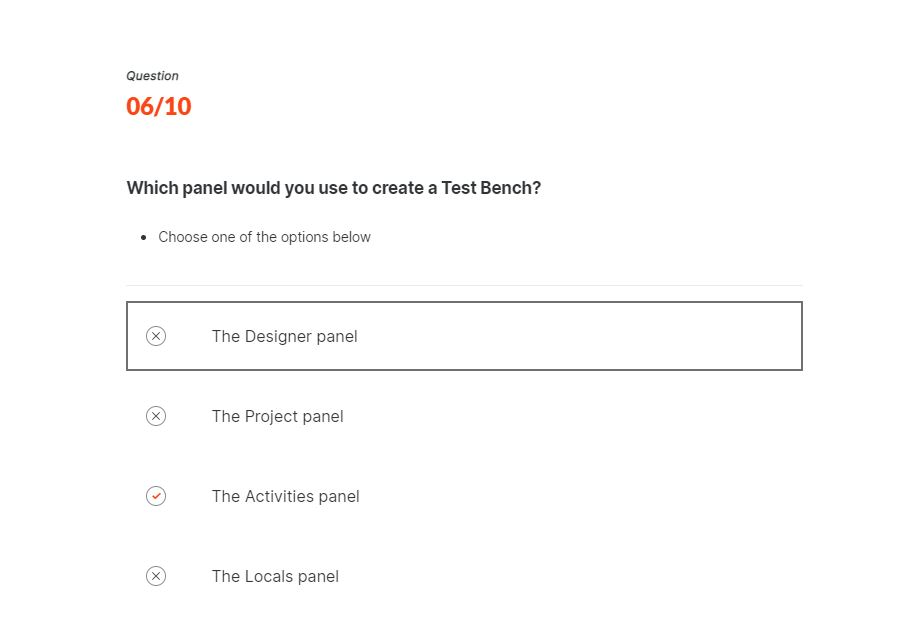 Question
06/10
Which panel would you use to create a Test Bench?
Choose one of the options below
The Designer panel
The Project panel
The Activities panel
The Locals panel